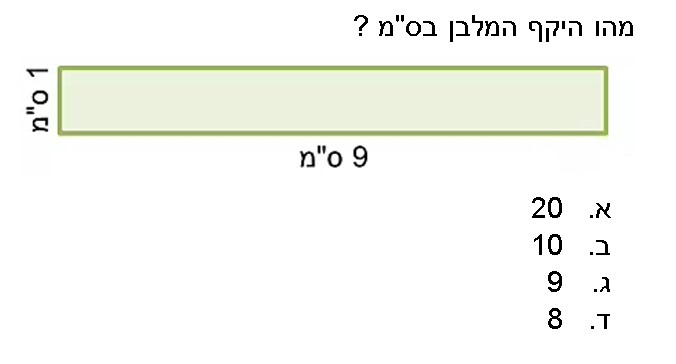 מהו היקף המלבן בס"מ ?
1 ס"מ
9 ס"מ
א. 20
ב. 10
ג. 9
ד. 8